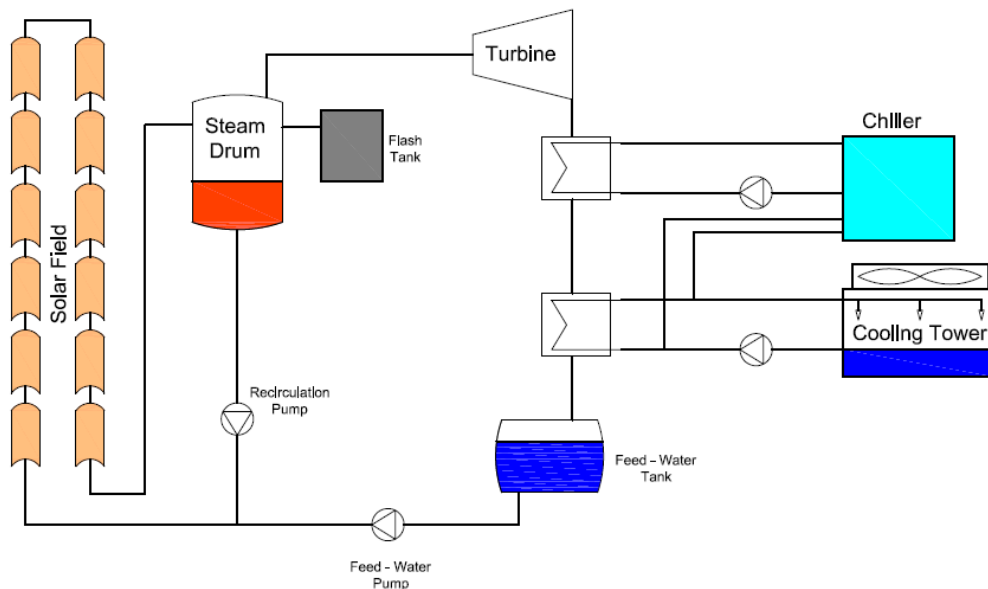 Turbine
Steam
Drum
Flash
Tank
Chiller
Solar Field
Cooling Tower
Recirculation
Pump
Feed - Water
Tank
Feed - Water
Pump